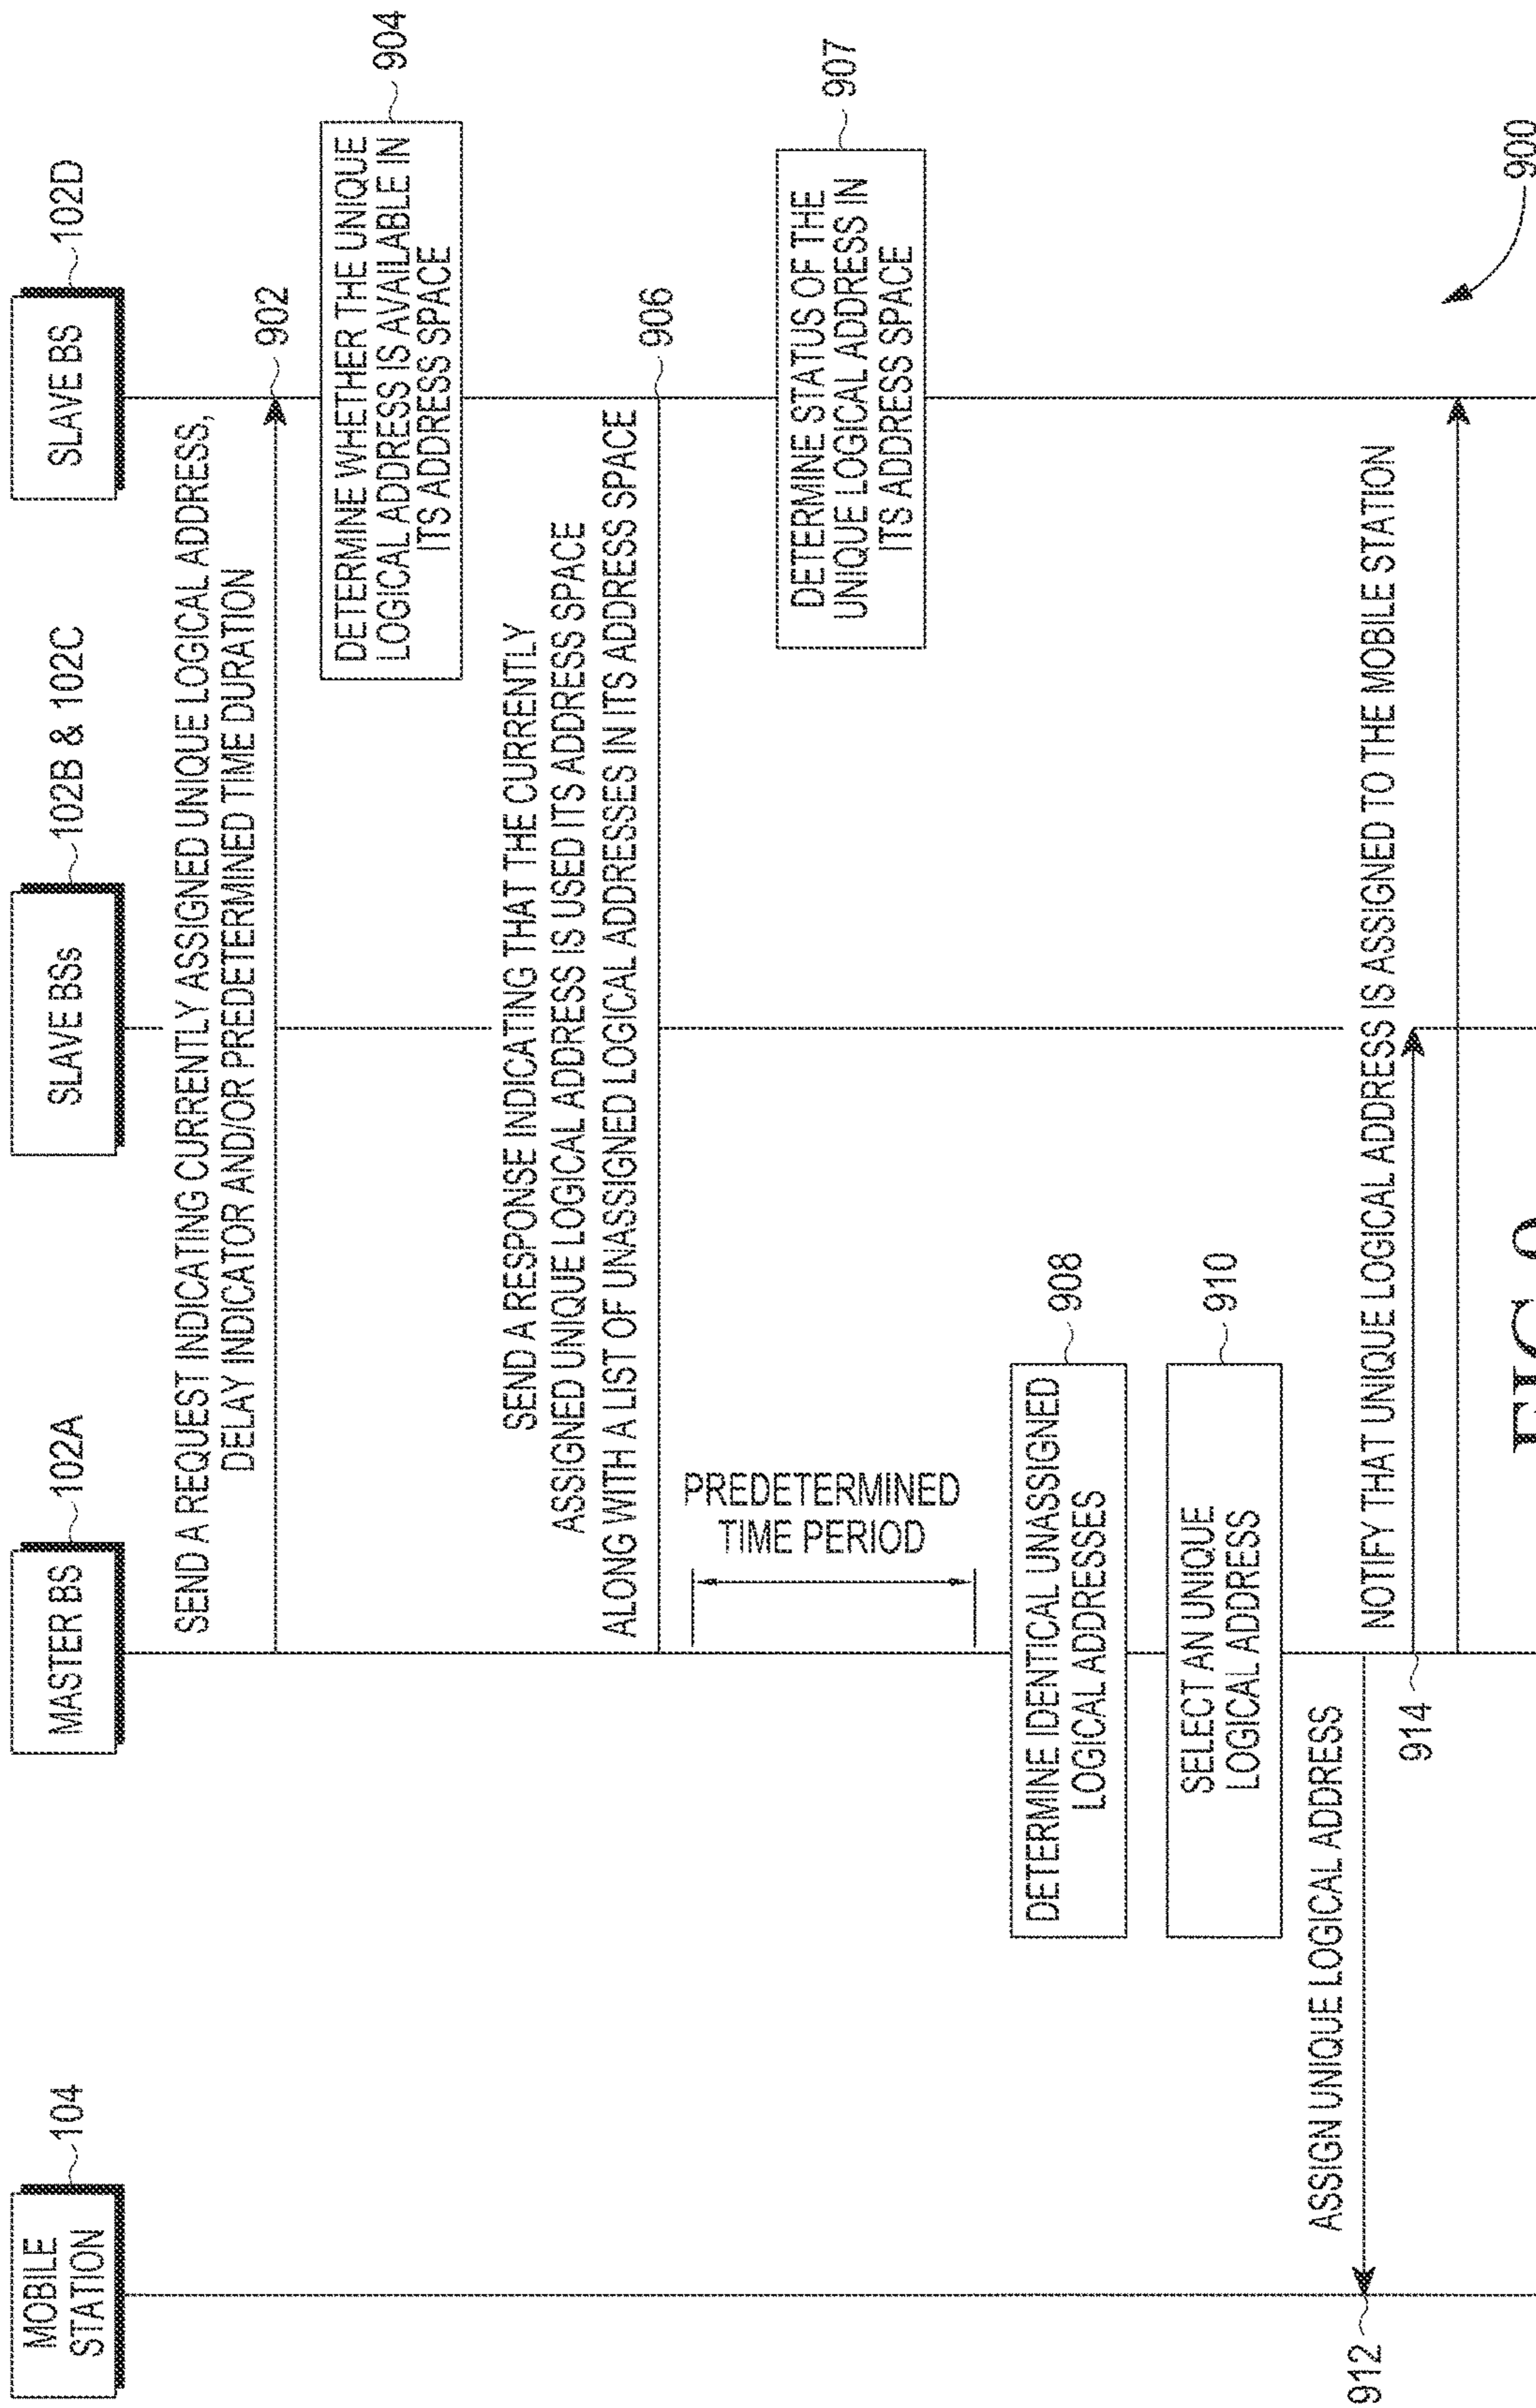 MOBILE
STATION
104
MASTER BS
102A
SLAVE BSs
102B & 102C
SLAVE BS
102D
SEND A REQUEST INDICATING CURRENTLY ASSIGNED UNIQUE LOGICAL ADDRESS,
DELAY INDICATOR AND/OR PREDETERMINED TIME DURATION
902
DETERMINE WHETHER THE UNIQUE
LOGICAL ADDRESS IS AVAILABLE IN
ITS ADDRESS SPACE
904
SEND A RESPONSE INDICATING THAT THE CURRENTLY
ASSIGNED UNIQUE LOGICAL ADDRESS IS USED ITS ADDRESS SPACE
ALONG WITH A LIST OF UNASSIGNED LOGICAL ADDRESSES IN ITS ADDRESS SPACE
906
PREDETERMINED
TIME PERIOD
DETERMINE STATUS OF THE
UNIQUE LOGICAL ADDRESS IN
ITS ADDRESS SPACE
907
DETERMINE IDENTICAL UNASSIGNED
LOGICAL ADDRESSES
908
SELECT AN UNIQUE
LOGICAL ADDRESS
910
ASSIGN UNIQUE LOGICAL ADDRESS
912
NOTIFY THAT UNIQUE LOGICAL ADDRESS IS ASSIGNED TO THE MOBILE STATION
914
900